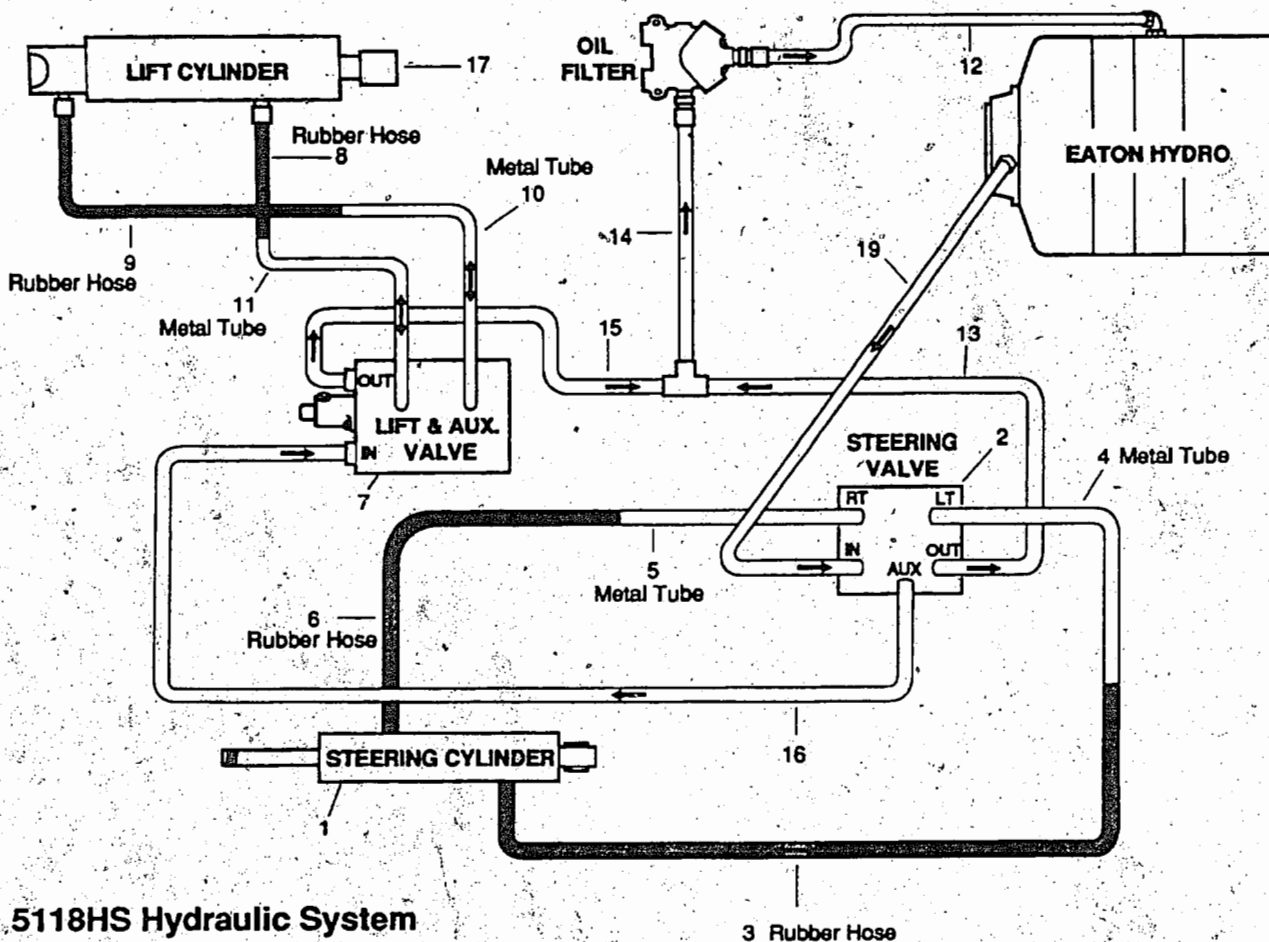 OIL
FILTER
12
LIFT CYLINDER
17
Rubber Hose
8
Metal Tube
10
EATON HYDRO
9
Rubber Hose
14
19
11
Metal Tube
15
13
OUT
LIFT & AUX.
VALVE
IN
7
STEERING
VALVE
2
4 Metal Tube
RT
LT
IN
OUT
AUX
5
Metal Tube
6
Rubber Hose
16
STEERING CYLINDER
1
5118HS Hydraulic System
3 Rubber Hose